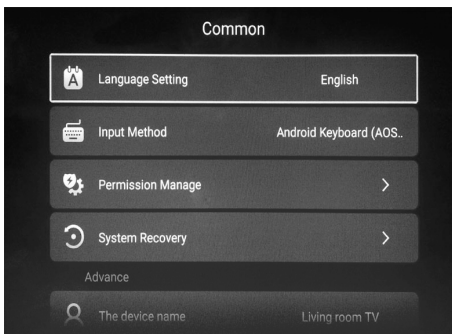 Common
Language Setting English
Input Method Android Keyboard (AOS..
Permission Manage >
System Recovery >
Advance
The device name Living room TV